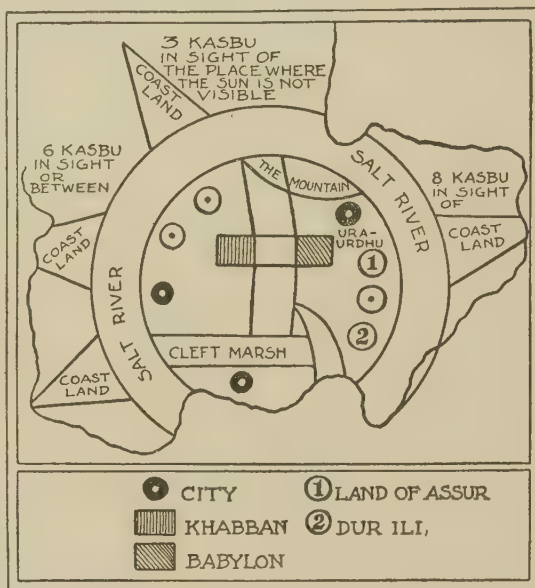 3 KASBU
IN SIGHT OF
THE PLACE WHERE
THE SUN IS NOT
VISIBLE
COAST
LAND
6 KASBU
IN SIGHT
OR
BETWEEN
COAST
LAND
COAST
LAND
SALT RIVER
THE MOUNTAIN
SALT RIVER
8 KASBU
IN SIGHT
OF
COAST
LAND
URA-
URDHU
1
2
CLEFT MARSH
CITY
KHABBAN
BABYLON
1 LAND OF ASSUR
2 DUR ILI,